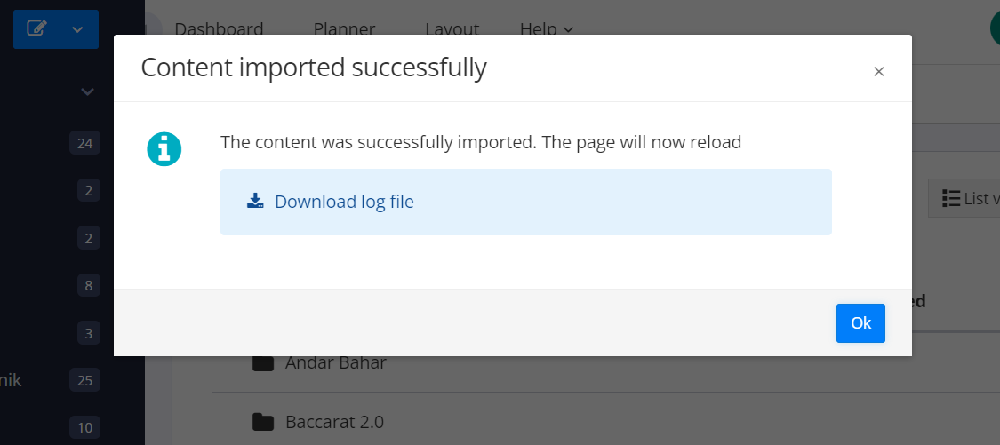 Dashboard Planner Layout Help
Content imported successfully
×
The content was successfully imported. The page will now reload
Download log file
Ok
24
2
2
8
3
nik 25
10
List v
ed
Andar Bahar
Baccarat 2.0